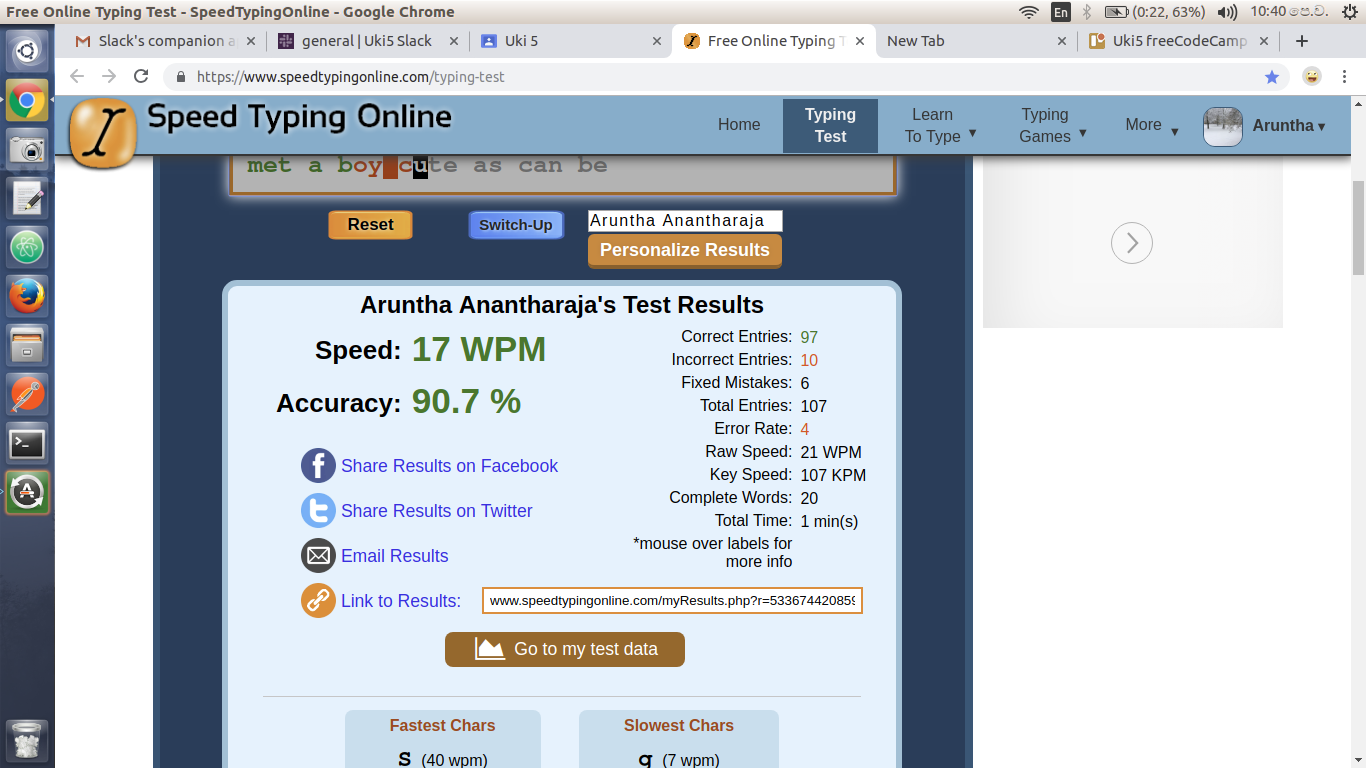 Free Online Typing Test - SpeedTypingOnline - Google Chrome
En (0:22, 63%) 10:40 පෙ.ව.
Slack's companion a × general | Uki5 Slack × Uki 5 × Free Online Typing T × New Tab × Uki5 freeCodeCamp × +
https://www.speedtypingonline.com/typing-test
Speed Typing Online
Home Typing Test Learn To Type ▼ Typing Games ▼ More ▼ Aruntha ▾
met a boy cute as can be
Reset Switch-Up Aruntha Anantharaja
Personalize Results
Aruntha Anantharaja's Test Results
Speed: 17 WPM
Accuracy: 90.7 %
Correct Entries: 97
Incorrect Entries: 10
Fixed Mistakes: 6
Total Entries: 107
Error Rate: 4
Raw Speed: 21 WPM
Key Speed: 107 KPM
Complete Words: 20
Total Time: 1 min(s)
*mouse over labels for
more info
Share Results on Facebook
Share Results on Twitter
Email Results
Link to Results: www.speedtypingonline.com/myResults.php?r=533674420859
Go to my test data
Fastest Chars Slowest Chars
S (40 wpm) q (7 wpm)